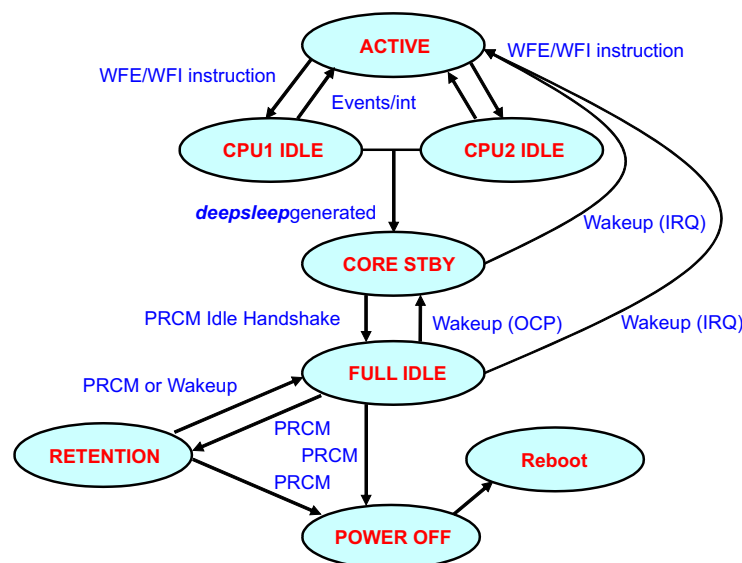 ACTIVE
WFE/WFI instruction
WFE/WFI instruction
Events/int
CPU1 IDLE
CPU2 IDLE
deepsleepgenerated
Wakeup (IRQ)
CORE STBY
PRCM Idle Handshake
Wakeup (OCP)
Wakeup (IRQ)
FULL IDLE
PRCM or Wakeup
PRCM
PRCM
RETENTION
PRCM
Reboot
POWER OFF